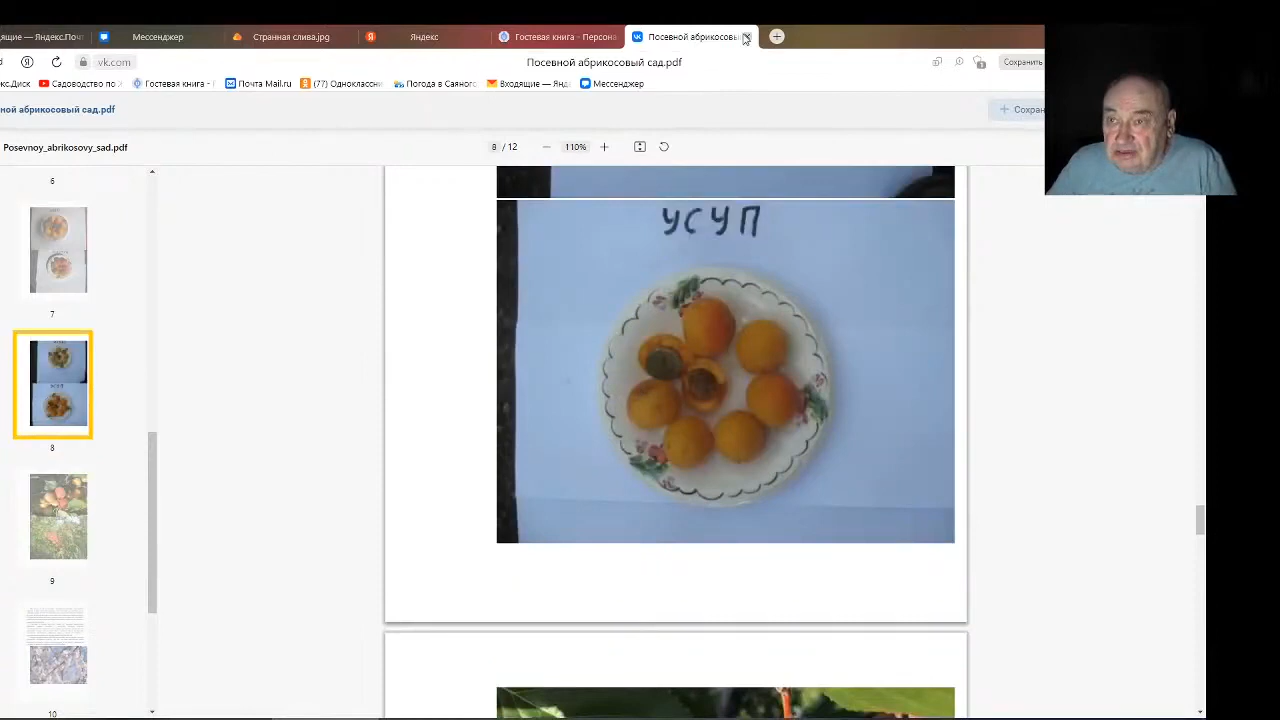 ящие — Яндекс.Почт
Мессенджер
Странная слива.jpg
Яндекс
Гостевая книга - Персона
Посевной абрикосовы
vk.com
Посевной абрикосовый сад.pdf
Сохранить
с.Диск
Садоводство по
Гостевая книга -
Почта Mail.ru
(77) Одноклассн
Погода в Саяног
Входящие — Янд
Мессенджер
ной абрикосовый сад.pdf
Сохран
Posevnoy_abrikosovy_sad.pdf
8 / 12
110%
6
7
8
9
10
УСУП